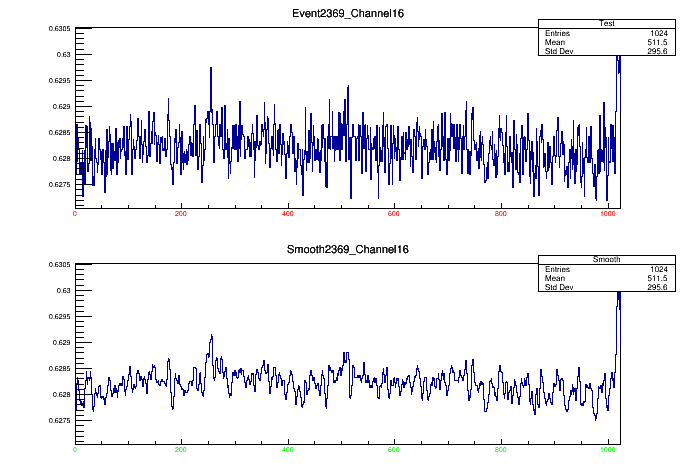 Event2369_Channel16
Test
Entries 1024
Mean 511.5
Std Dev 295.6
0.6305
0.63
0.6295
0.629
0.6285
0.628
0.6275
0 200 400 600 800 1000
Smooth2369_Channel16
Smooth
Entries 1024
Mean 511.5
Std Dev 295.6
0.6305
0.63
0.6295
0.629
0.6285
0.628
0.6275
0 200 400 600 800 1000